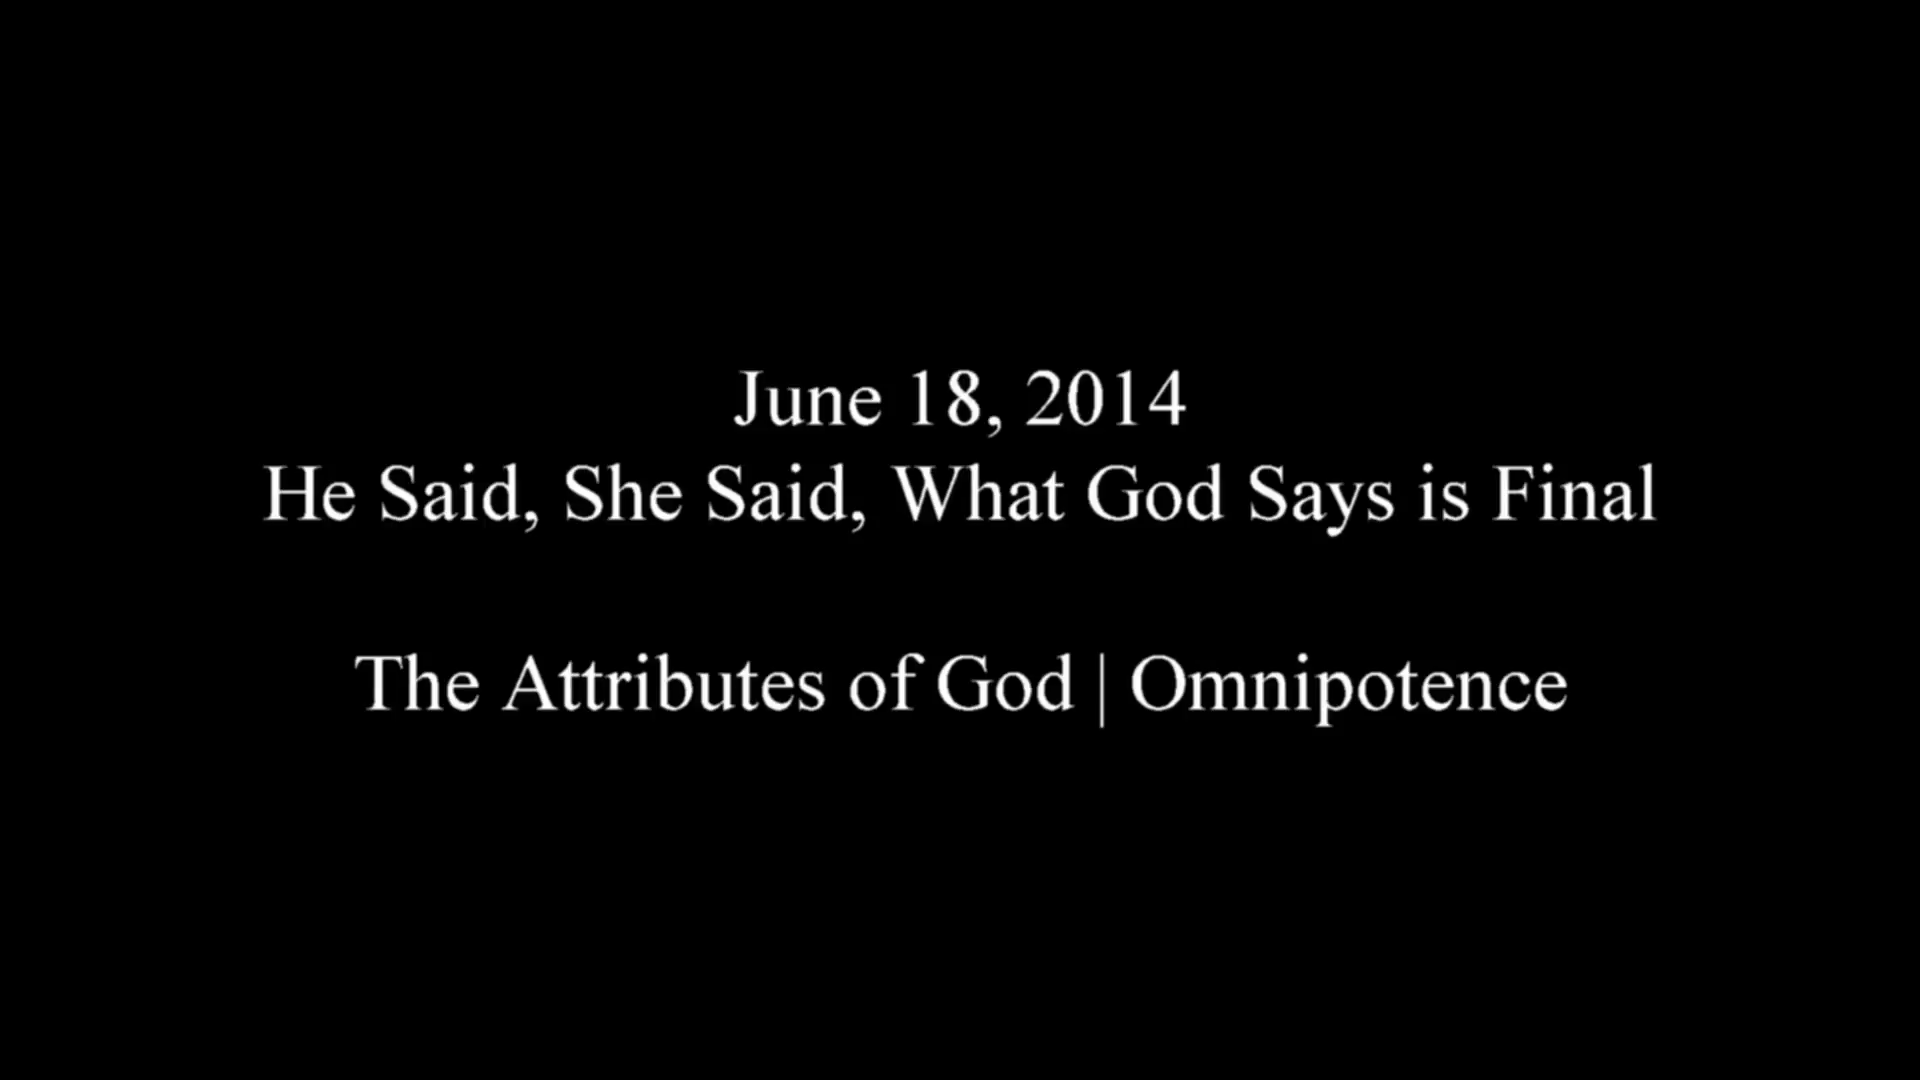 June 18, 2014
He Said, She Said, What God Says is Final
The Attributes of God | Omnipotence